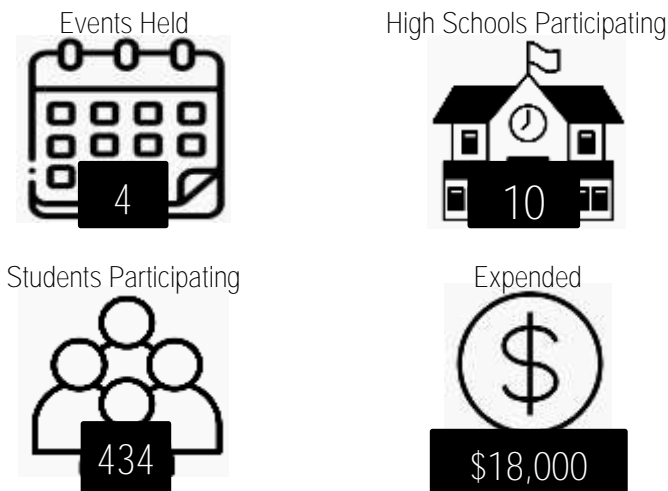 Events Held
4
High Schools Participating
10
Students Participating
434
Expended
$18,000